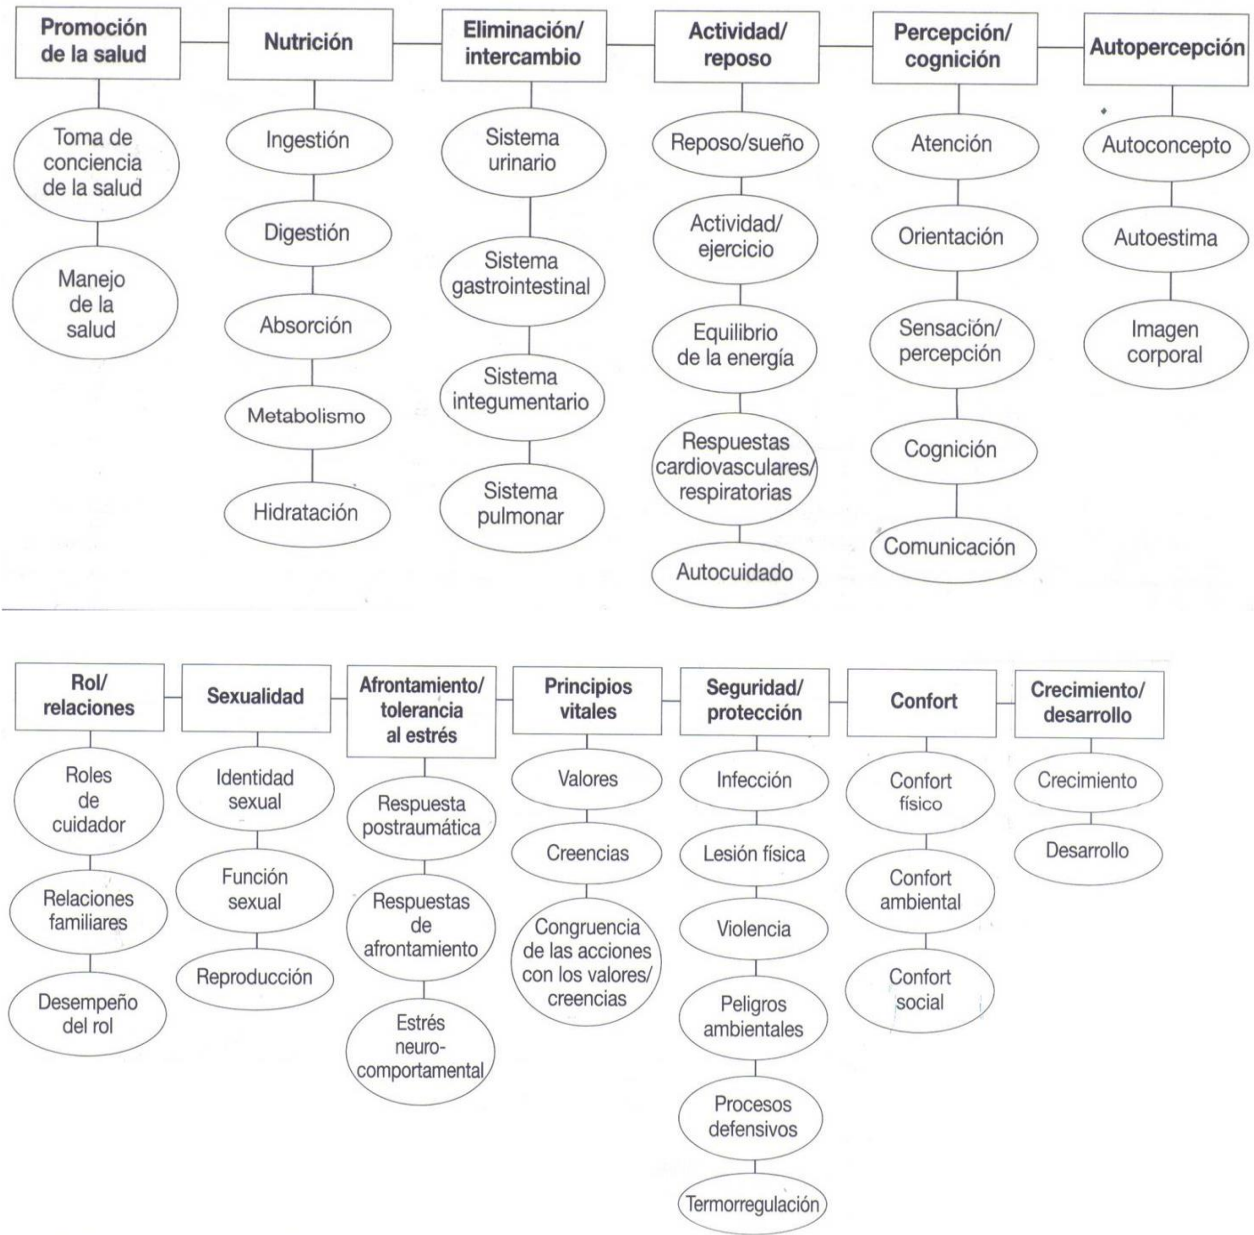 Promoción
de la salud
Nutrición
Eliminación/
intercambio
Actividad/
reposo
Percepción/
cognición
Autopercepción
Toma de
conciencia
de la salud
Manejo
de la
salud
Ingestión
Digestión
Absorción
Metabolismo
Hidratación
Sistema
urinario
Sistema
gastrointestinal
Sistema
integumentario
Sistema
pulmonar
Reposo/sueño
Actividad/
ejercicio
Equilibrio
de la energía
Respuestas
cardiovasculares/
respiratorias
Autocuidado
Atención
Orientación
Sensación/
percepción
Cognición
Comunicación
Autoconcepto
Autoestima
Imagen
corporal
Rol/
relaciones
Sexualidad
Afrontamiento/
tolerancia
al estrés
Principios
vitales
Seguridad/
protección
Confort
Crecimiento/
desarrollo
Roles
de
cuidador
Relaciones
familiares
Desempeño
del rol
Identidad
sexual
Función
sexual
Reproducción
Respuesta
postraumática
Respuestas
de
afrontamiento
Estrés
neuro-
comportamental
Valores
Creencias
Congruencia
de las acciones
con los valores/
creencias
Infección
Lesión física
Violencia
Peligros
ambientales
Procesos
defensivos
Termorregulación
Confort
físico
Confort
ambiental
Confort
social
Crecimiento
Desarrollo